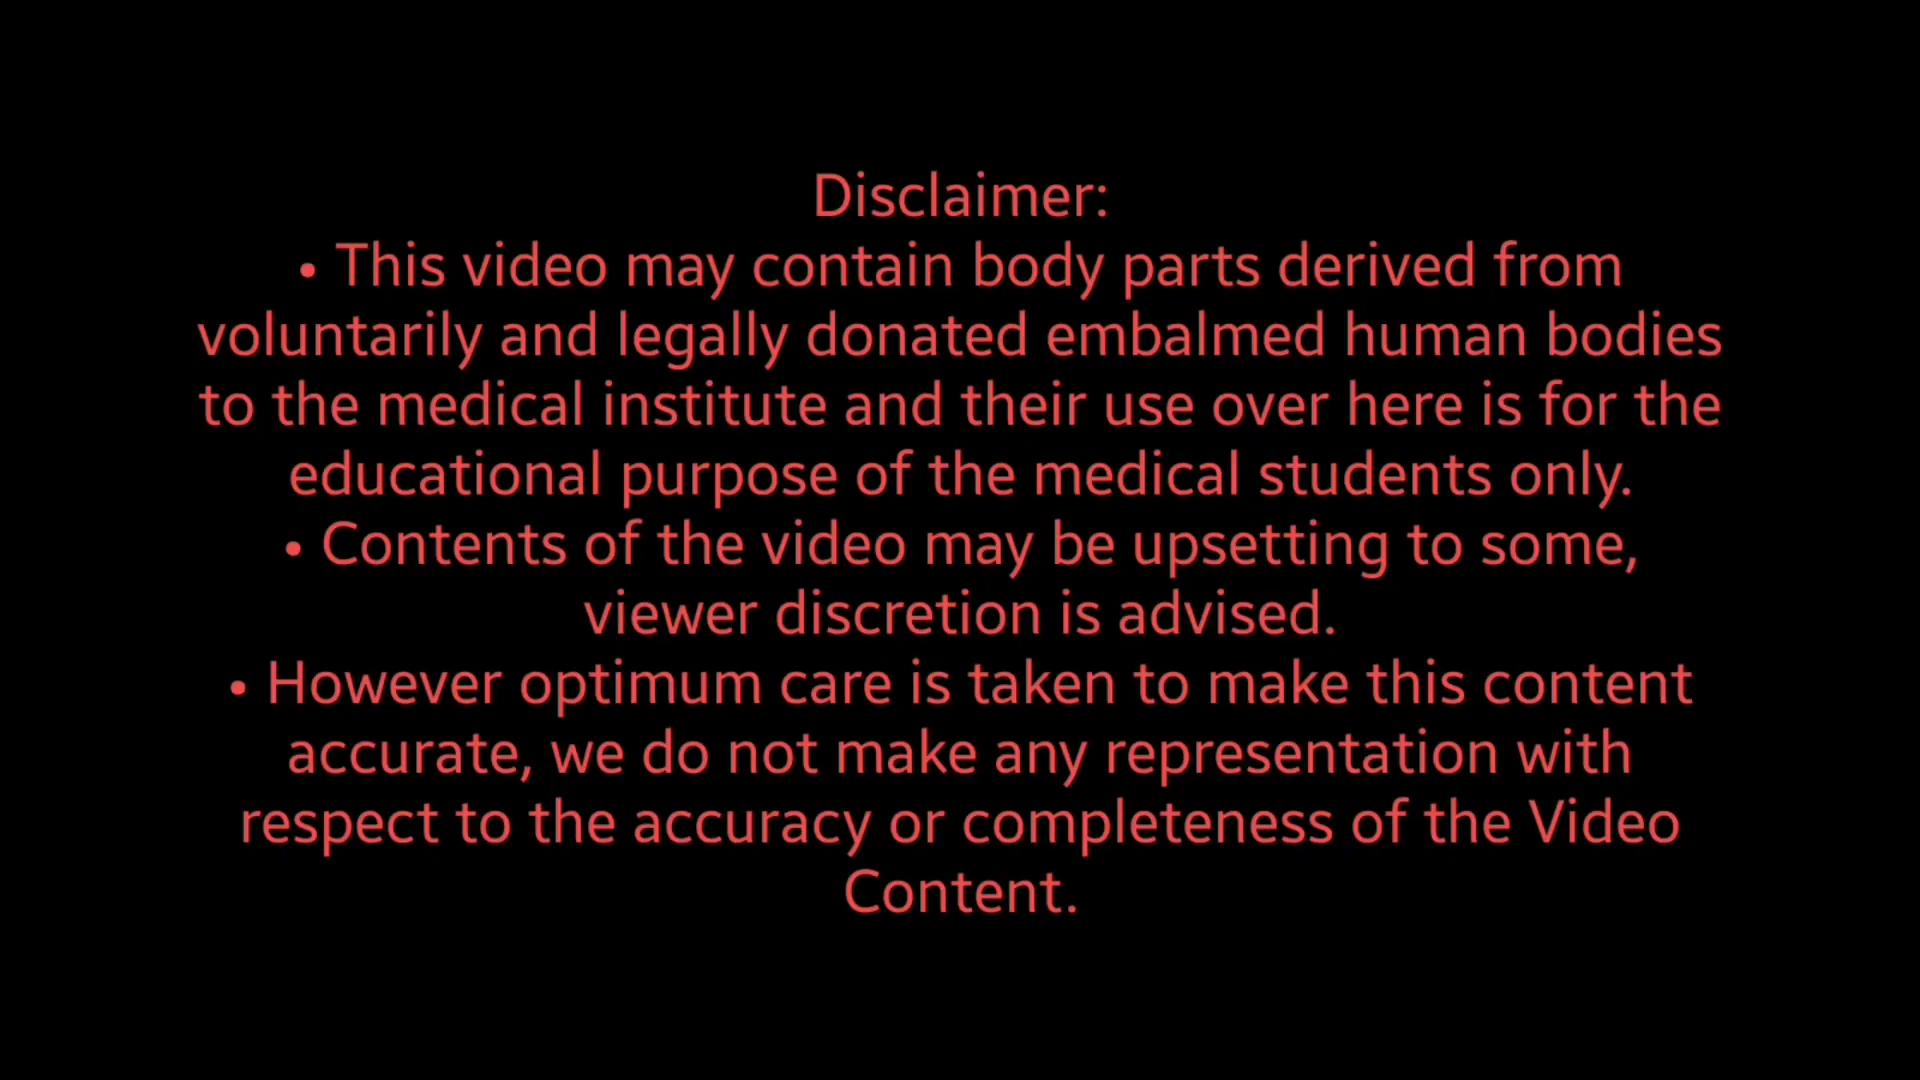 Disclaimer:
• This video may contain body parts derived from
voluntarily and legally donated embalmed human bodies
to the medical institute and their use over here is for the
educational purpose of the medical students only.
• Contents of the video may be upsetting to some,
viewer discretion is advised.
• However optimum care is taken to make this content
accurate, we do not make any representation with
respect to the accuracy or completeness of the Video
Content.